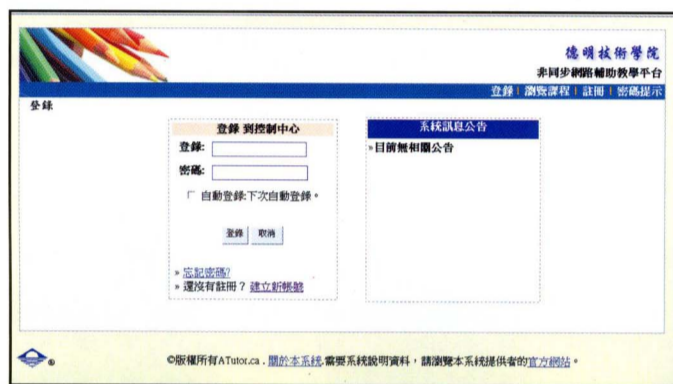 德明技術學院
非同步網路輔助教學平台
登錄 | 瀏覽課程 | 註冊 | 密碼提示
登錄
登錄 到控制中心
登錄:
密碼:
自動登錄:下次自動登錄。
登錄 取消
» 忘記密碼?
» 還沒有註冊? 建立新帳號
系統訊息公告
»目前無相關公告
©版權所有ATutor.ca . 關於本系統.需要系統說明資料,請瀏覽本系統提供者的官方網站。